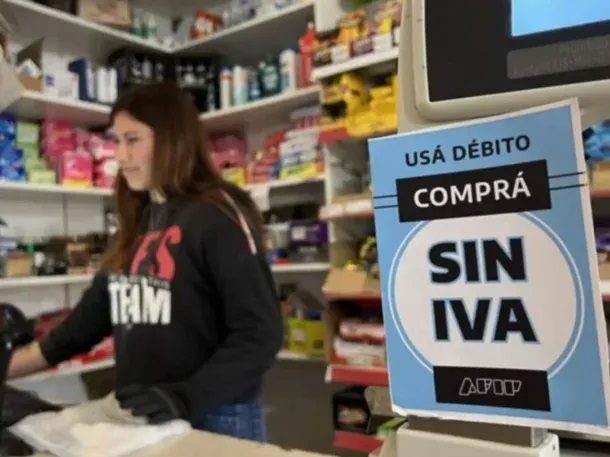 USÁ DÉBITO
COMPRÁ
SIN
IVA
AFIP
TEAM